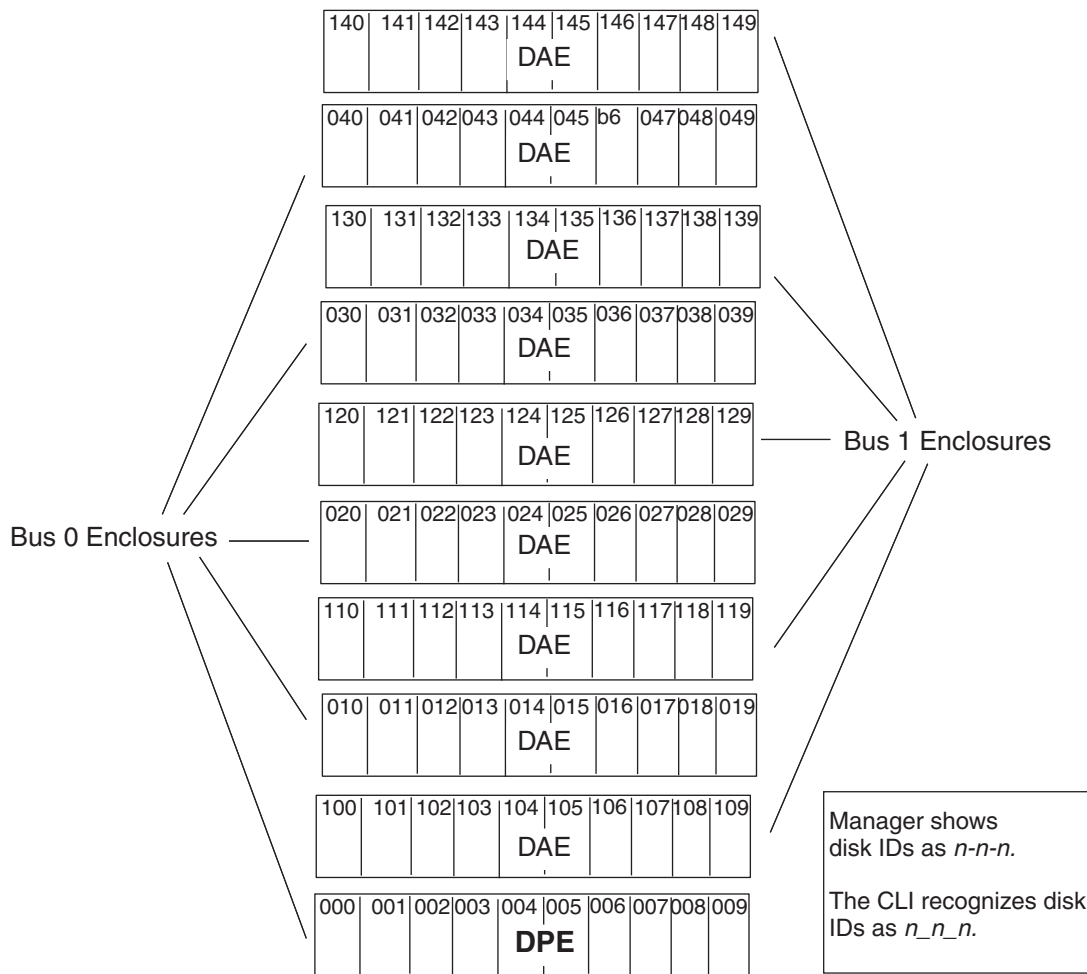 140 141 142 143 144 145 146 147 148 149
DAE
040 041 042 043 044 045 b6 047 048 049
DAE
130 131 132 133 134 135 136 137 138 139
DAE
030 031 032 033 034 035 036 037 038 039
DAE
120 121 122 123 124 125 126 127 128 129
DAE
Bus 1 Enclosures
020 021 022 023 024 025 026 027 028 029
DAE
Bus 0 Enclosures
110 111 112 113 114 115 116 117 118 119
DAE
010 011 012 013 014 015 016 017 018 019
DAE
100 101 102 103 104 105 106 107 108 109
DAE
000 001 002 003 004 005 006 007 008 009
DPE
Manager shows
disk IDs as n-n-n.
The CLI recognizes disk
IDs as n_n_n.